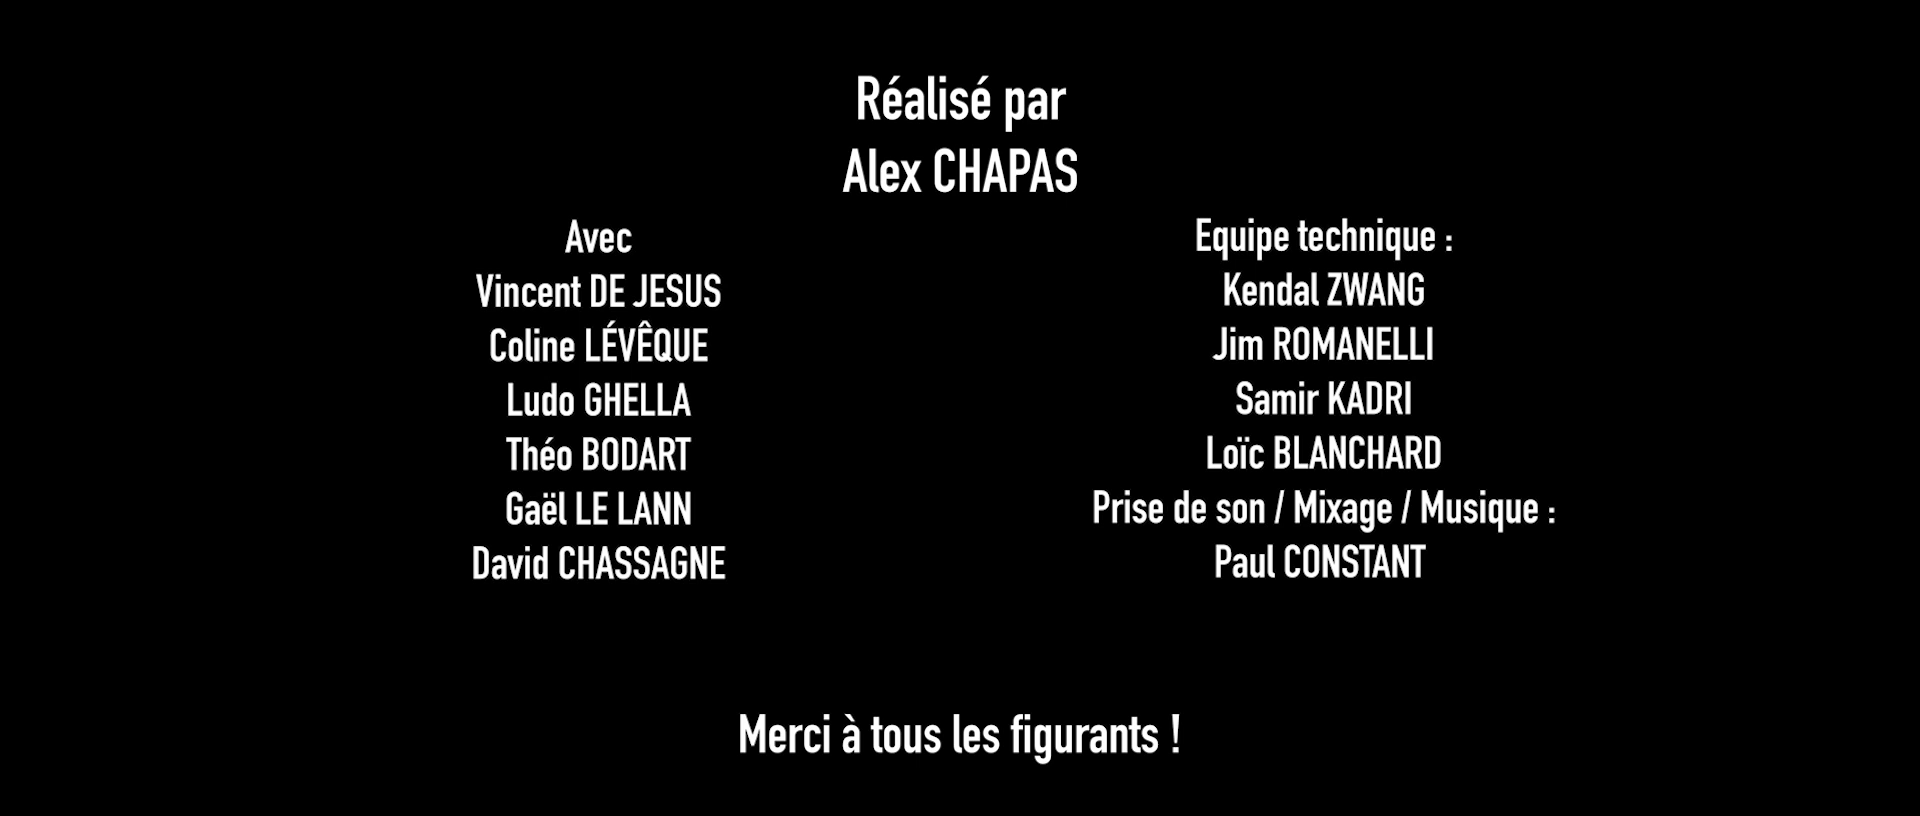 Réalisé par
Alex CHAPAS
Avec
Vincent DE JESUS
Coline LÉVÊQUE
Ludo GHELLA
Théo BODART
Gaël LE LANN
David CHASSAGNE
Equipe technique :
Kendal ZWANG
Jim ROMANELLI
Samir KADRI
Loïc BLANCHARD
Prise de son / Mixage / Musique :
Paul CONSTANT
Merci à tous les figurants !